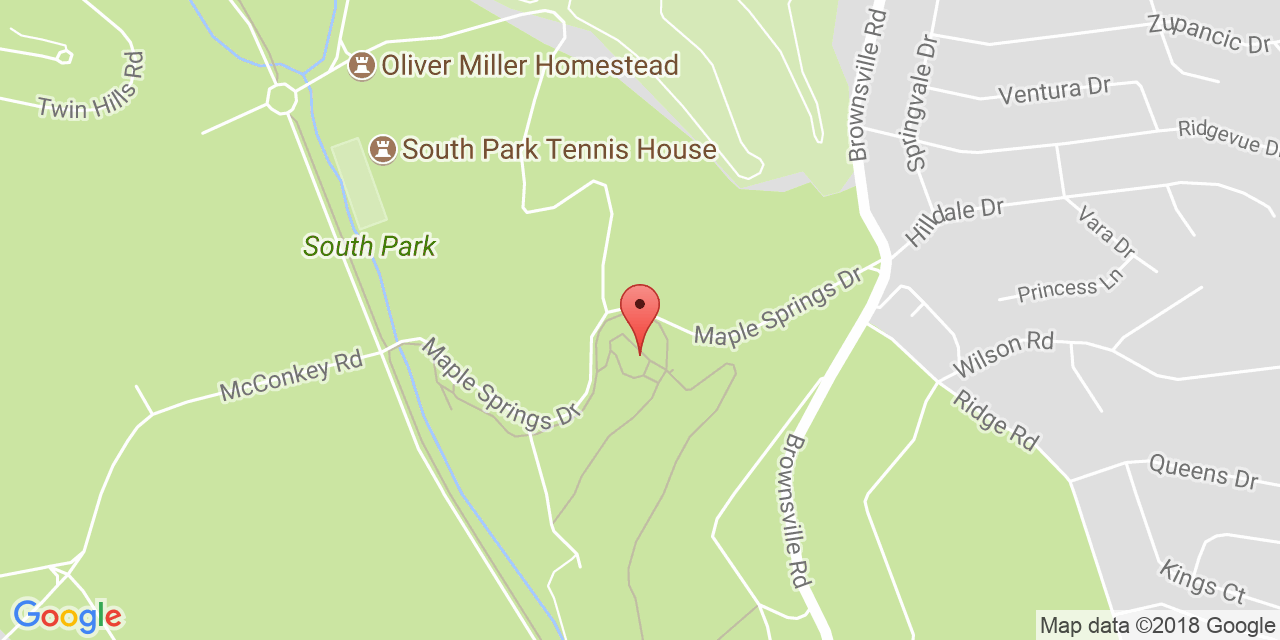 Zupancic Dr
Brownsville Rd
Springvale Dr
Twin Hills Rd
Oliver Miller Homestead
Ventura Dr
South Park Tennis House
Ridgevue D
Hilldale Dr
Vara Dr
South Park
Princess Ln
Maple Springs Dr
Wilson Rd
McConkey Rd
Maple Springs Dr
Ridge Rd
Brownsville Rd
Queens Dr
Kings Ct
Google
Map data ©2018 Google